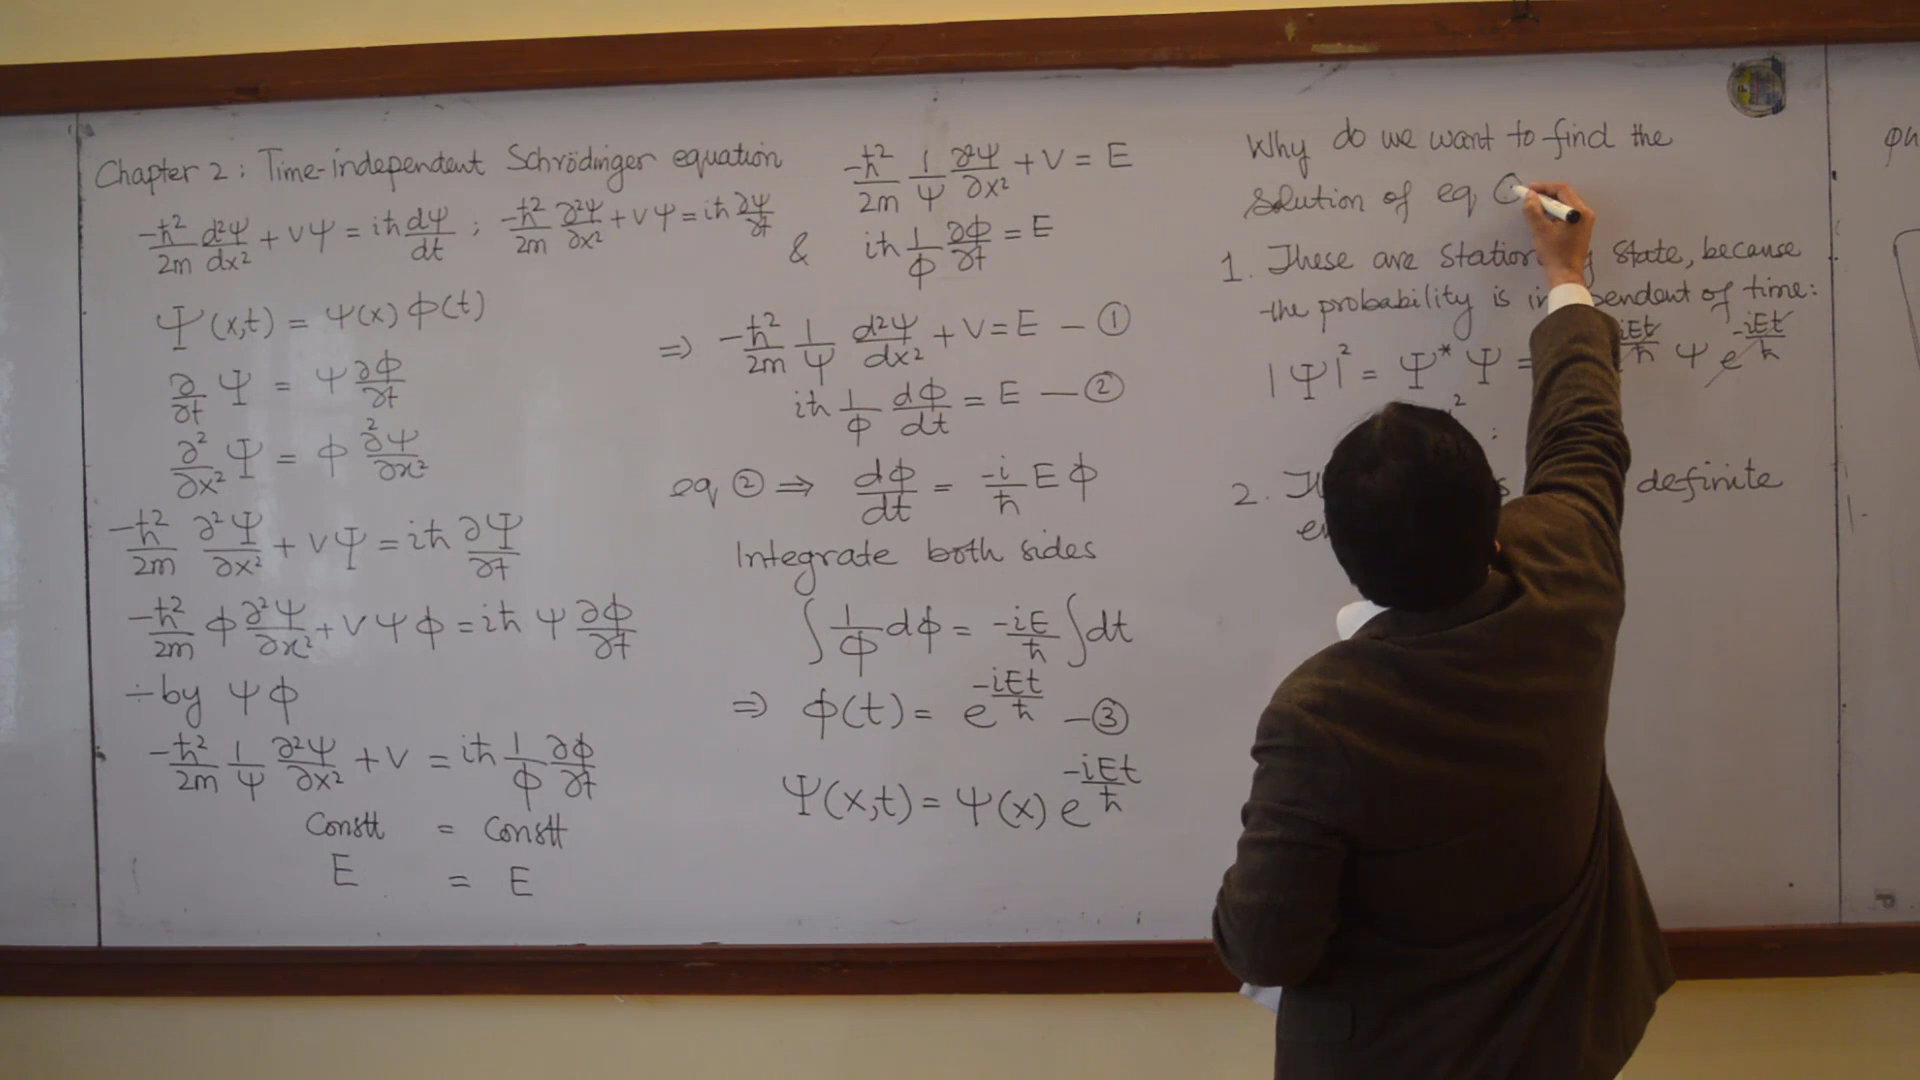 Chapter 2: Time-independent Schrödinger equation
-ħ²/2m d²ψ/dx² + Vψ = iħ dψ/dt ; -ħ²/2m ∂²ψ/∂x² + Vψ = iħ ∂ψ/∂t
Ψ(x,t) = ψ(x) ϕ(t)
∂/∂t Ψ = ψ ∂ϕ/∂t
∂²/∂x² Ψ = ϕ ∂²ψ/∂x²
-ħ²/2m ∂²Ψ/∂x² + VΨ = iħ ∂Ψ/∂t
-ħ²/2m ϕ ∂²ψ/∂x² + Vψϕ = iħ ψ ∂ϕ/∂t
÷ by ψϕ
-ħ²/2m 1/ψ ∂²ψ/∂x² + V = iħ 1/ϕ ∂ϕ/∂t
Constt = Constt
E = E
-ħ²/2m 1/ψ ∂²ψ/∂x² + V = E
& iħ 1/ϕ ∂ϕ/∂t = E
⇒ -ħ²/2m 1/ψ d²ψ/dx² + V = E — ①
iħ 1/ϕ dϕ/dt = E — ②
eq ② ⇒ dϕ/dt = -i/ħ E ϕ
Integrate both sides
∫ 1/ϕ dϕ = -iE/ħ ∫dt
⇒ ϕ(t) = e^(-iEt/ħ) — ③
Ψ(x,t) = ψ(x) e^(-iEt/ħ)
Why do we want to find the
solution of eq
1. These are state, because
the probability is of time:
|Ψ|² = Ψ* Ψ = iEt/ħ ψ e^(-iEt/ħ)
2
2. definite